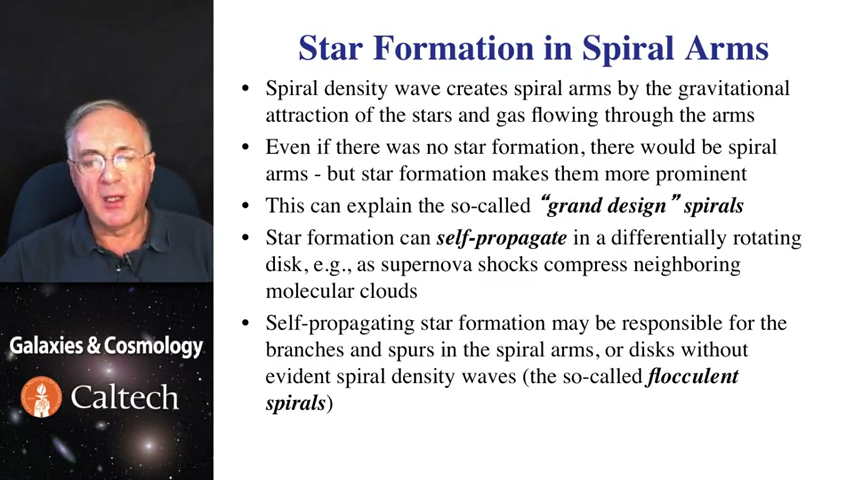 Star Formation in Spiral Arms
• Spiral density wave creates spiral arms by the gravitational
attraction of the stars and gas flowing through the arms
• Even if there was no star formation, there would be spiral
arms - but star formation makes them more prominent
• This can explain the so-called “grand design” spirals
• Star formation can self-propagate in a differentially rotating
disk, e.g., as supernova shocks compress neighboring
molecular clouds
• Self-propagating star formation may be responsible for the
branches and spurs in the spiral arms, or disks without
evident spiral density waves (the so-called flocculent
spirals)
Galaxies & Cosmology
Caltech